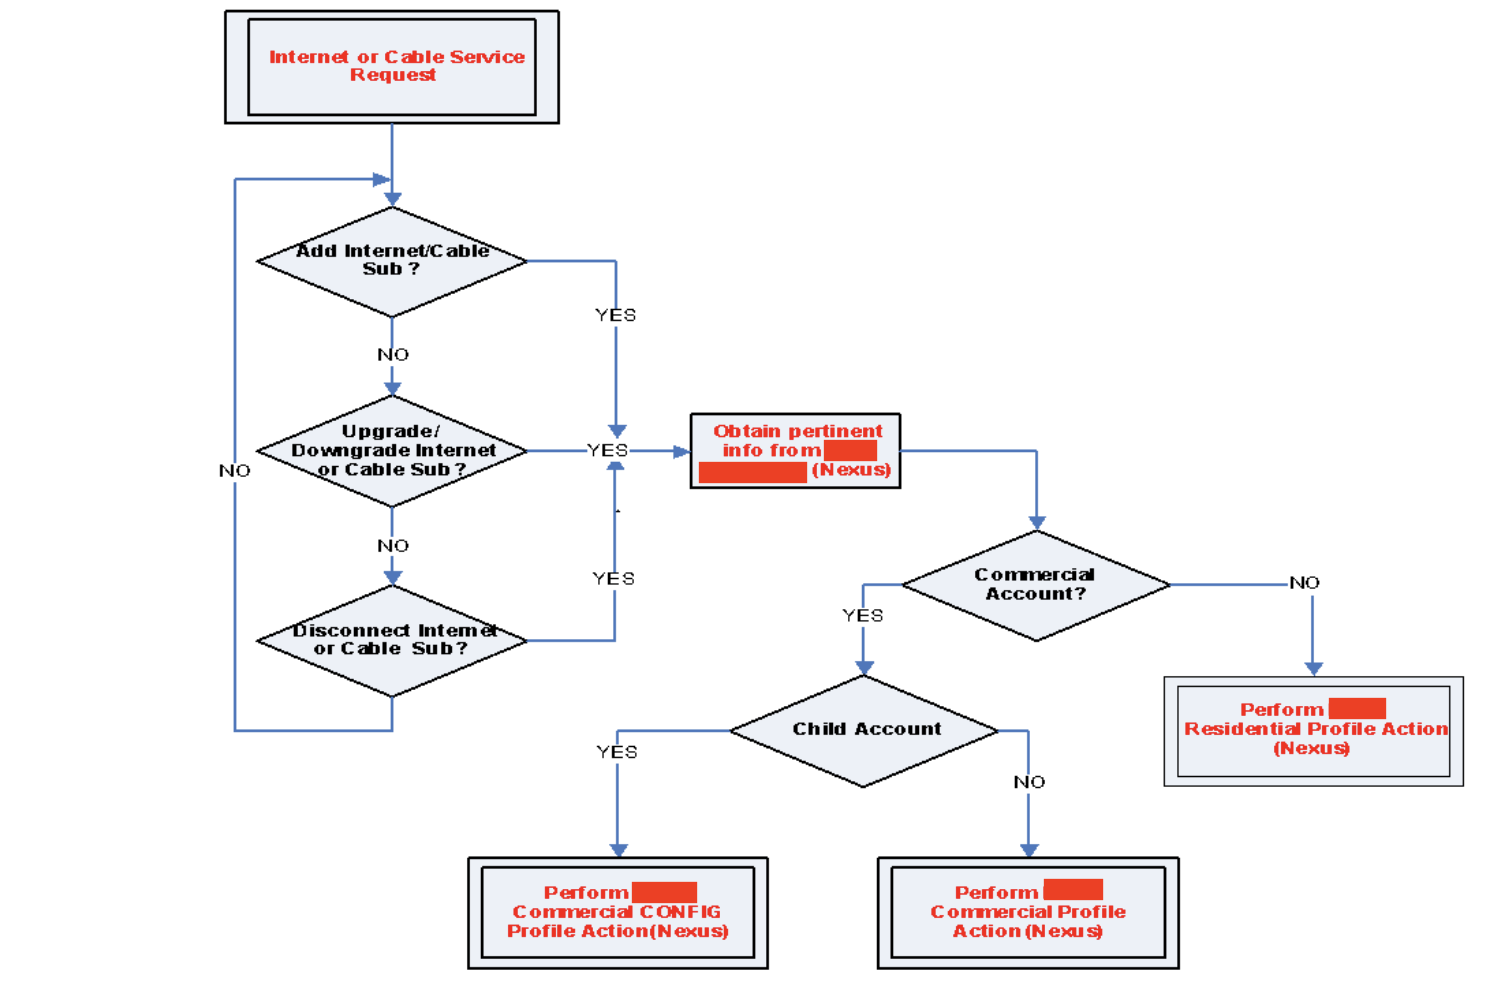 Internet or Cable Service
Request
Add Internet/Cable
Sub ?
YES
NO
Upgrade/
Downgrade Internet
or Cable Sub ?
YES
Obtain pertinent
info from
(Nexus)
NO
NO
Disconnect Internet
or Cable Sub?
YES
Commercial
Account?
YES
NO
Child Account
YES
NO
Perform
Residential Profile Action
(Nexus)
Perform
Commercial CONFIG
Profile Action(Nexus)
Perform
Commercial Profile
Action (Nexus)